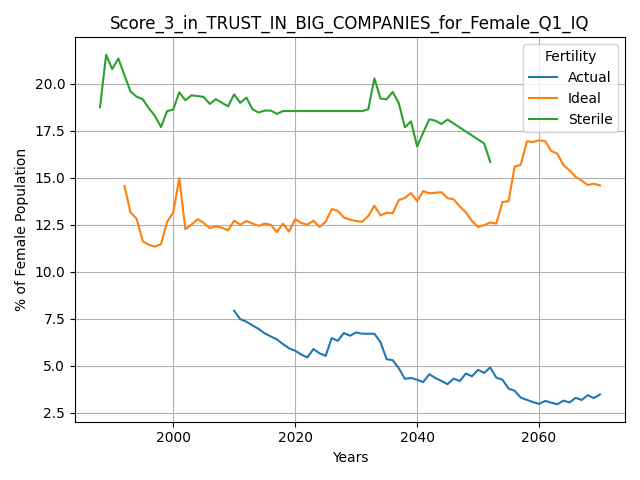 Score_3_in_TRUST_IN_BIG_COMPANIES_for_Female_Q1_IQ
% of Female Population
20.0
17.5
15.0
12.5
10.0
7.5
5.0
2.5
Fertility
Actual
Ideal
Sterile
2000
2020
2040
2060
Years